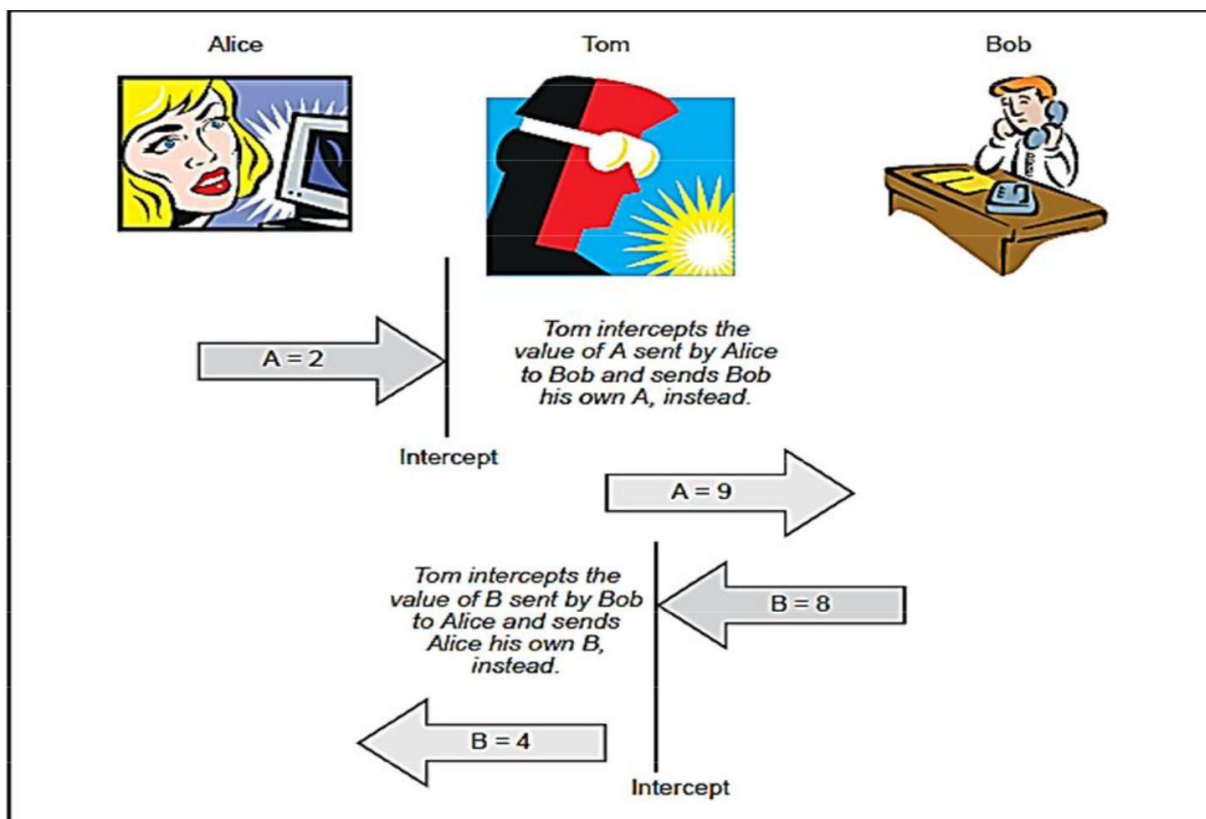 Alice
Tom
Bob
Tom intercepts the
value of A sent by Alice
to Bob and sends Bob
his own A, instead.
A = 2
Intercept
A = 9
Tom intercepts the
value of B sent by Bob
to Alice and sends
Alice his own B,
instead.
B = 8
B = 4
Intercept